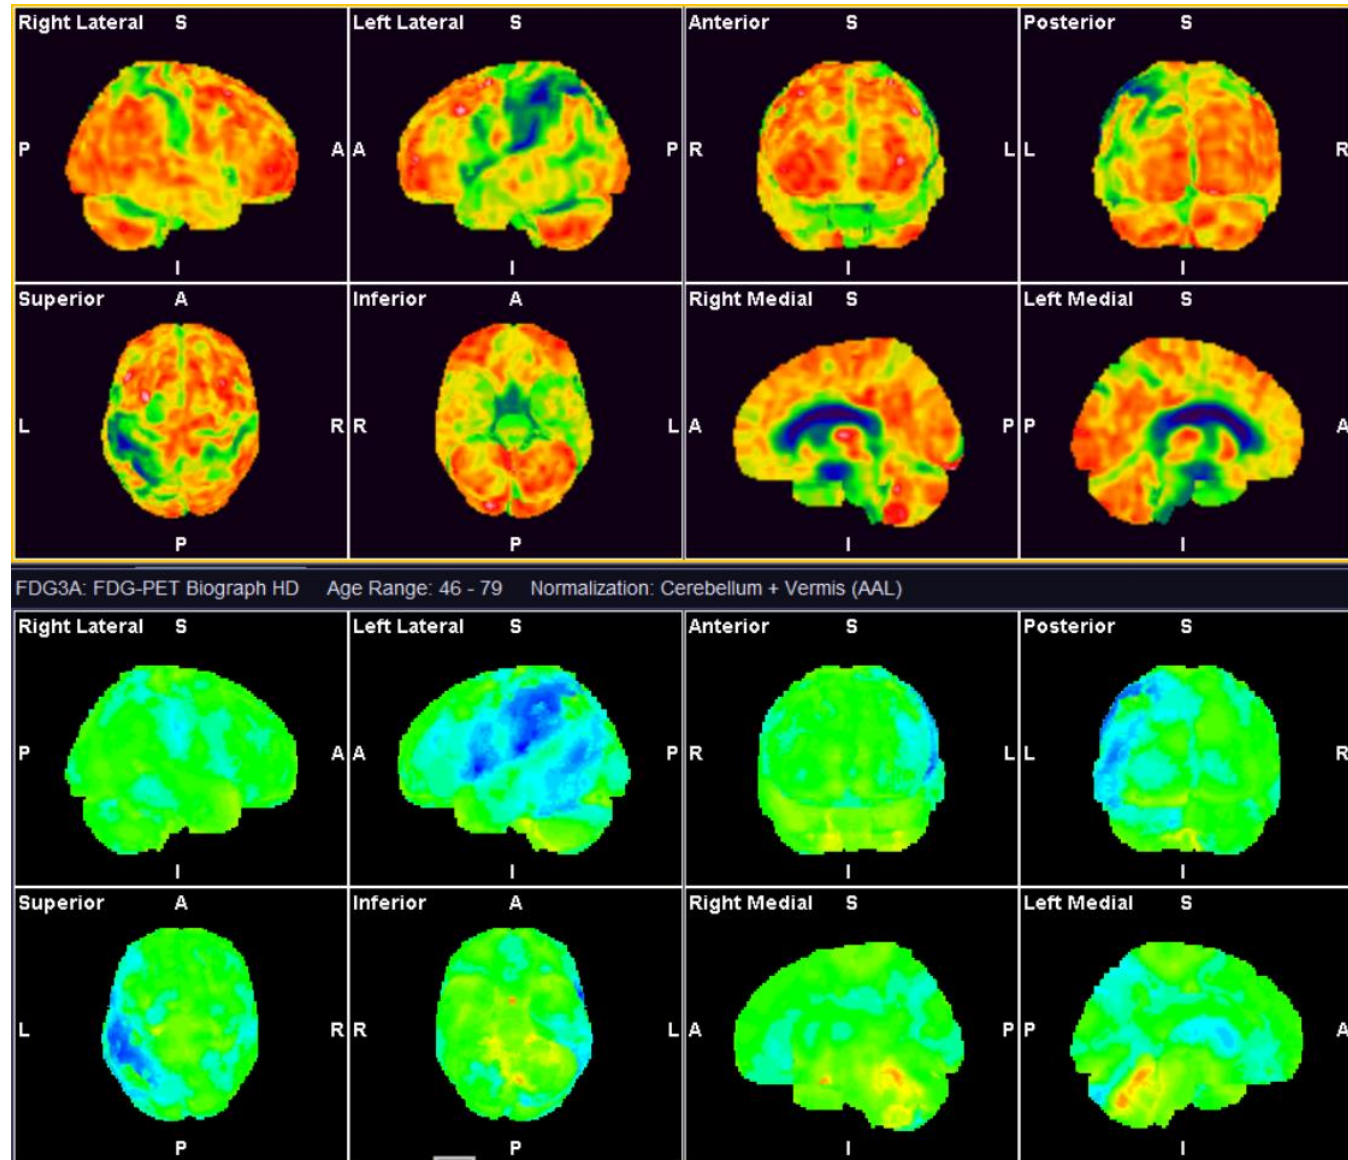 Right Lateral S
P A
I
Left Lateral S
A P
I
Anterior S
R L
I
Posterior S
L R
I
Superior A
L R
P
Inferior A
R L
P
Right Medial S
A P
I
Left Medial S
P A
I
FDG3A: FDG-PET Biograph HD Age Range: 46 - 79 Normalization: Cerebellum + Vermis (AAL)
Right Lateral S
P A
I
Left Lateral S
A P
I
Anterior S
R L
I
Posterior S
L R
I
Superior A
L R
P
Inferior A
R L
P
Right Medial S
A P
I
Left Medial S
P A
I